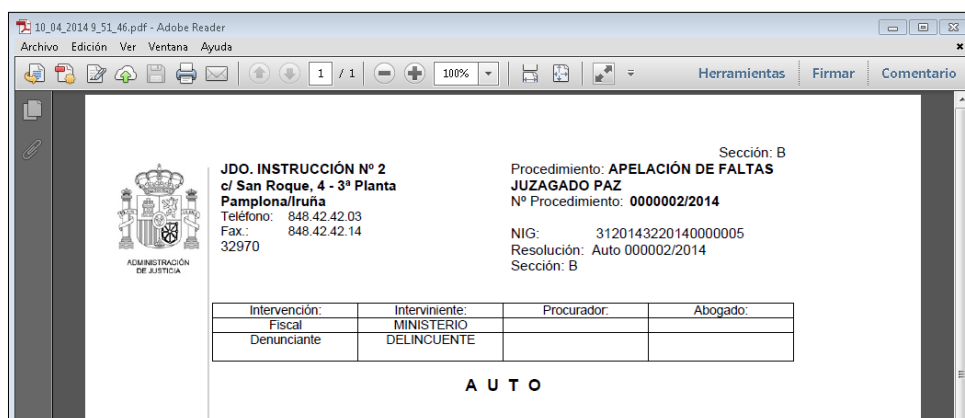 10_04_2014 9_51_46.pdf - Adobe Reader
Archivo Edición Ver Ventana Ayuda
1 / 1 100% Herramientas Firmar Comentario
Sección: B
JDO. INSTRUCCIÓN Nº 2
c/ San Roque, 4 - 3ª Planta
Pamplona/Iruña
Teléfono: 848.42.42.03
Fax.: 848.42.42.14
32970
Procedimiento: APELACIÓN DE FALTAS
JUZAGADO PAZ
Nº Procedimiento: 0000002/2014
NIG: 3120143220140000005
Resolución: Auto 000002/2014
Sección: B
ADMINISTRACIÓN
DE JUSTICIA
Intervención: Interviniente: Procurador: Abogado:
Fiscal MINISTERIO
Denunciante DELINCUENTE
A U T O